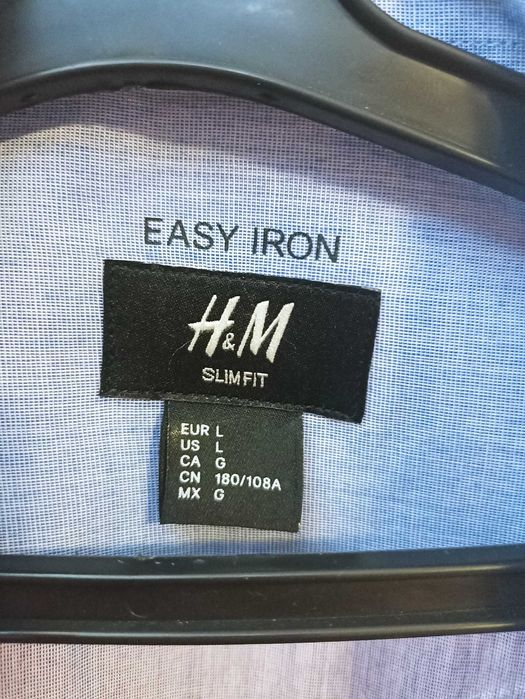 EASY IRON
H&M
SLIM FIT
EUR L
US L
CA G
CN 180/108A
MX G